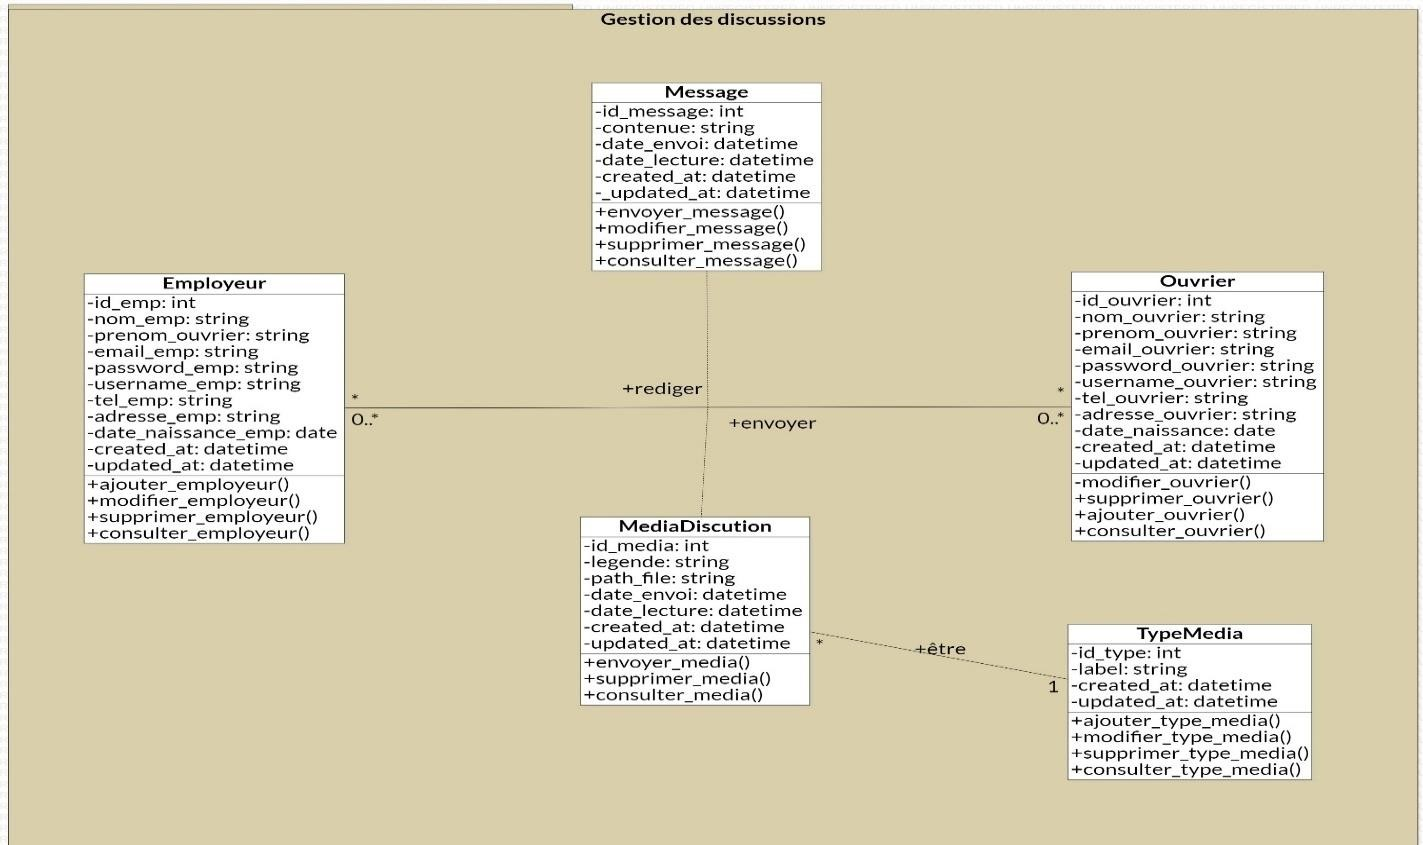 Gestion des discussions
Message
-id_message: int
-contenue: string
-date_envoi: datetime
-date_lecture: datetime
-created_at: datetime
-_updated_at: datetime
+envoyer_message()
+modifier_message()
+supprimer_message()
+consulter_message()
Employeur
-id_emp: int
-nom_emp: string
-prenom_ouvrier: string
-email_emp: string
-password_emp: string
-username_emp: string
-tel_emp: string
-adresse_emp: string
-date_naissance_emp: date
-created_at: datetime
-updated_at: datetime
+ajouter_employeur()
+modifier_employeur()
+supprimer_employeur()
+consulter_employeur()
*
0..*
+rediger
+envoyer
*
0..*
Ouvrier
-id_ouvrier: int
-nom_ouvrier: string
-prenom_ouvrier: string
-email_ouvrier: string
-password_ouvrier: string
-username_ouvrier: string
-tel_ouvrier: string
-adresse_ouvrier: string
-date_naissance: date
-created_at: datetime
-updated_at: datetime
-modifier_ouvrier()
+supprimer_ouvrier()
+ajouter_ouvrier()
+consulter_ouvrier()
MediaDiscution
-id_media: int
-legende: string
-path_file: string
-date_envoi: datetime
-date_lecture: datetime
-created_at: datetime
-updated_at: datetime
+envoyer_media()
+supprimer_media()
+consulter_media()
*
+être
1
TypeMedia
-id_type: int
-label: string
-created_at: datetime
-updated_at: datetime
+ajouter_type_media()
+modifier_type_media()
+supprimer_type_media()
+consulter_type_media()